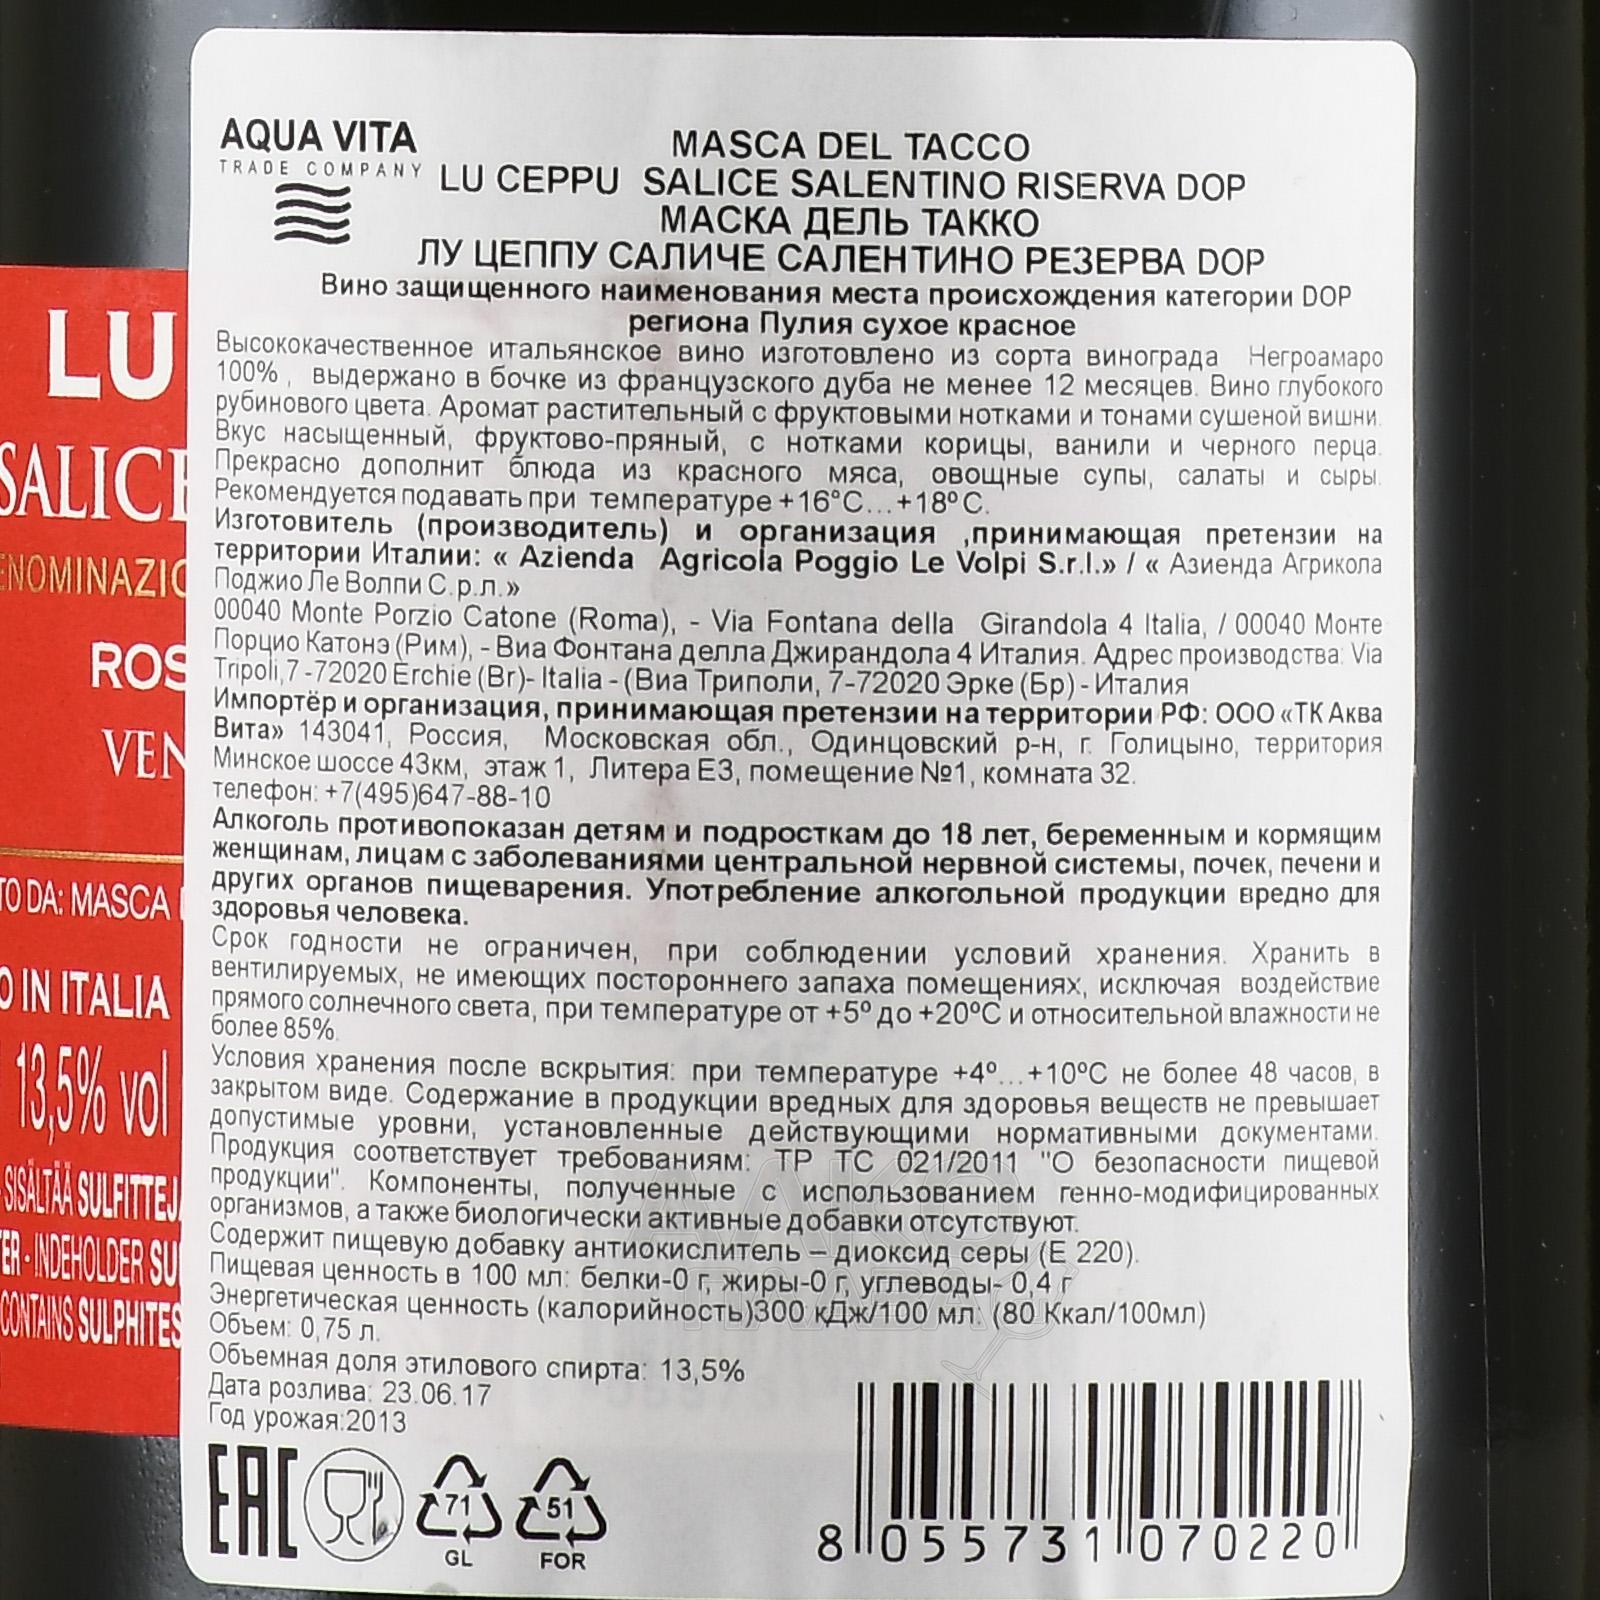 AQUA VITA
TRADE COMPANY
MASCA DEL TACCO
LU CEPPU SALICE SALENTINO RISERVA DOP
МАСКА ДЕЛЬ ТАККО
ЛУ ЦЕППУ САЛИЧЕ САЛЕНТИНО РЕЗЕРВА DOP
Вино защищенного наименования места происхождения категории DOP
региона Пулия сухое красное
Высококачественное итальянское вино изготовлено из сорта винограда Негроамаро
100% , выдержано в бочке из французского дуба не менее 12 месяцев. Вино глубокого
рубинового цвета. Аромат растительный с фруктовыми нотками и тонами сушеной вишни.
Вкус насыщенный, фруктово-пряный, с нотками корицы, ванили и черного перца.
Прекрасно дополнит блюда из красного мяса, овощные супы, салаты и сыры.
Рекомендуется подавать при температуре +16°C...+18ºC.
Изготовитель (производитель) и организация ,принимающая претензии на
территории Италии: « Azienda Agricola Poggio Le Volpi S.r.l.» / « Азиенда Агрикола
Поджио Ле Волпи С.р.л.»
00040 Monte Porzio Catone (Roma), - Via Fontana della Girandola 4 Italia, / 00040 Монте
Порцио Катонэ (Рим), - Виа Фонтана делла Джирандола 4 Италия. Адрес производства: Via
Tripoli,7 -72020 Erchie (Br)- Italia - (Виа Триполи, 7-72020 Эрке (Бр) - Италия
Импортёр и организация, принимающая претензии на территории РФ: ООО «ТК Аква
Вита» 143041, Россия, Московская обл., Одинцовский р-н, г. Голицыно, территория
Минское шоссе 43км, этаж 1, Литера Е3, помещение №1, комната 32.
телефон: +7(495)647-88-10
Алкоголь противопоказан детям и подросткам до 18 лет, беременным и кормящим
женщинам, лицам с заболеваниями центральной нервной системы, почек, печени и
других органов пищеварения. Употребление алкогольной продукции вредно для
здоровья человека.
Срок годности не ограничен, при соблюдении условий хранения. Хранить в
вентилируемых, не имеющих постороннего запаха помещениях, исключая воздействие
прямого солнечного света, при температуре от +5º до +20ºC и относительной влажности не
более 85%.
Условия хранения после вскрытия: при температуре +4º...+10ºC не более 48 часов, в
закрытом виде. Содержание в продукции вредных для здоровья веществ не превышает
допустимые уровни, установленные действующими нормативными документами.
Продукция соответствует требованиям: ТР ТС 021/2011 "О безопасности пищевой
продукции". Компоненты, полученные с использованием генно-модифицированных
организмов, а также биологически активные добавки отсутствуют.
Содержит пищевую добавку антиокислитель – диоксид серы (Е 220).
Пищевая ценность в 100 мл: белки-0 г, жиры-0 г, углеводы- 0,4 г
Энергетическая ценность (калорийность)300 кДж/100 мл. (80 Ккал/100мл)
Объем: 0,75 л.
Объемная доля этилового спирта: 13,5%
Дата розлива: 23.06.17
Год урожая:2013
EAC
71
GL
51
FOR
8 055731 070220
LU
SALICE
ENOMINAZIO
ROS
VEN
TO DA: MASCA
O IN ITALIA
13,5% vol
SISÄLTÄÄ SULFITTEJA
TER - INDEHOLDER SU
CONTAINS SULPHITES